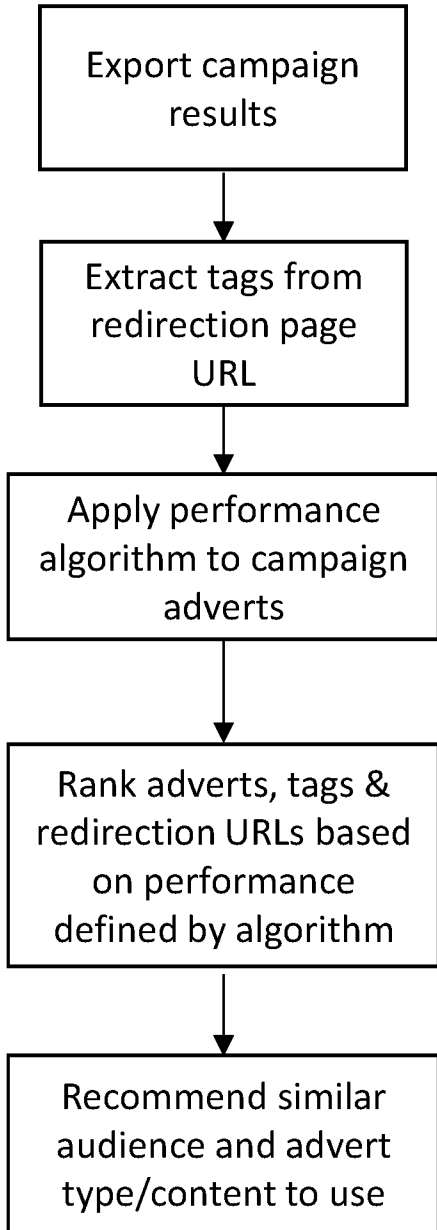 Export campaign
results
Extract tags from
redirection page
URL
Apply performance
algorithm to campaign
adverts
Rank adverts, tags &
redirection URLs based
on performance
defined by algorithm
Recommend similar
audience and advert
type/content to use